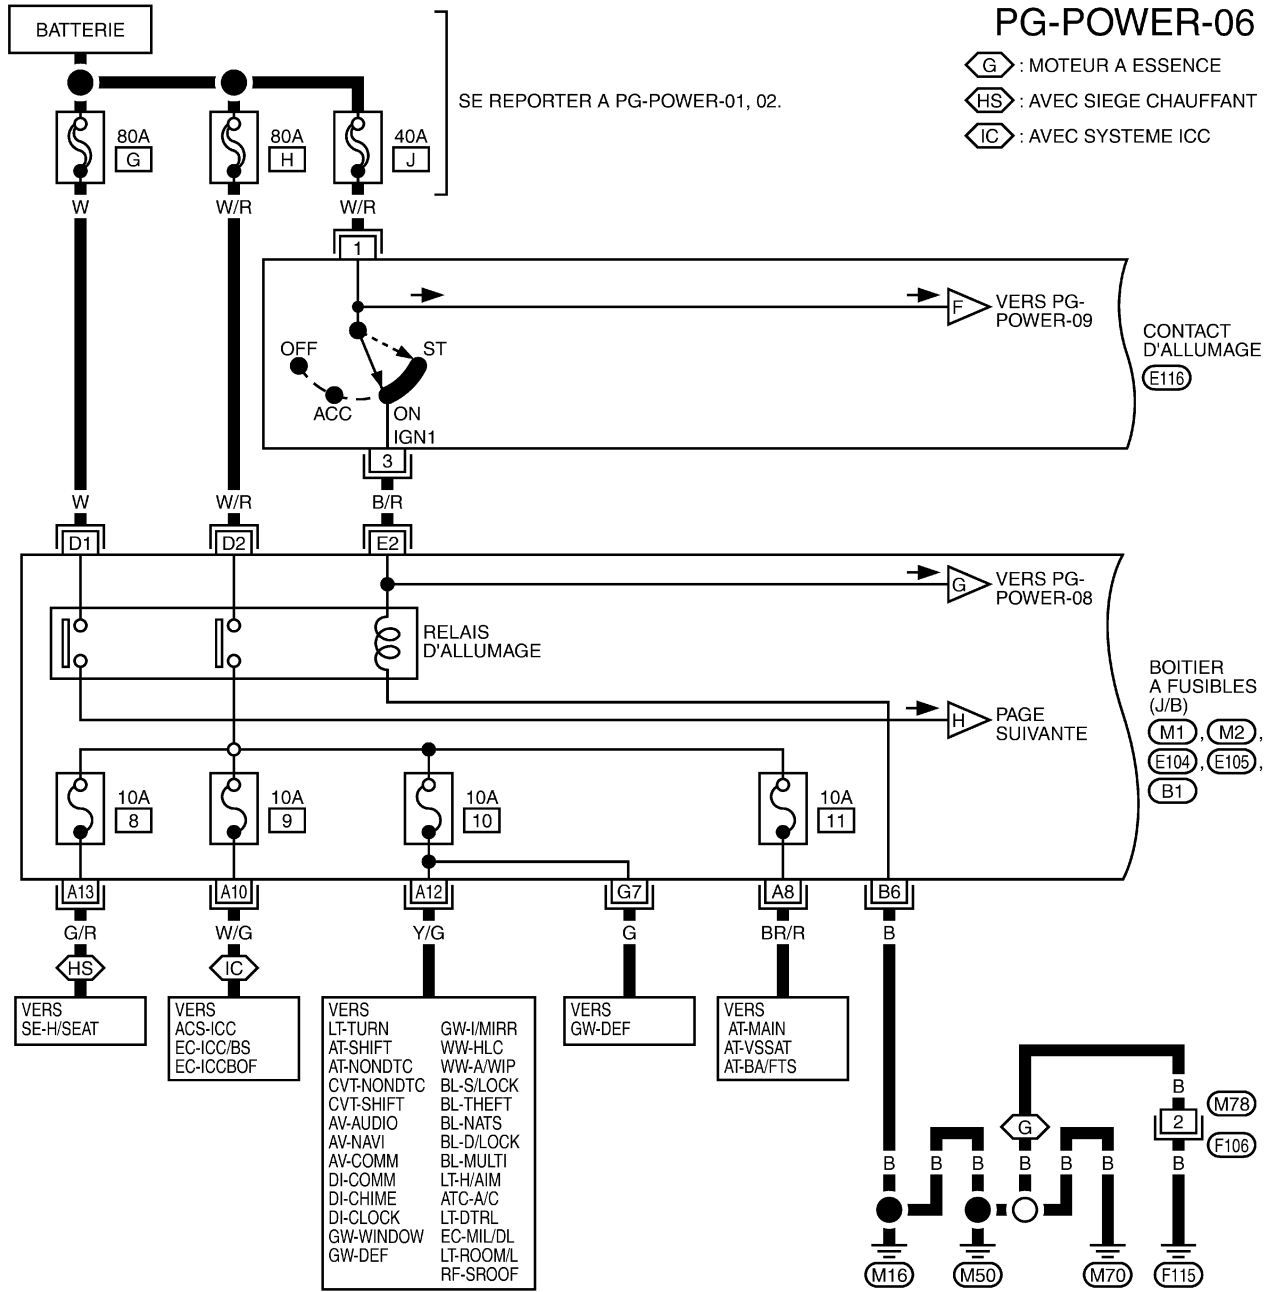 BATTERIE
PG-POWER-06
G : MOTEUR A ESSENCE
HS : AVEC SIEGE CHAUFFANT
IC : AVEC SYSTEME ICC
SE REPORTER A PG-POWER-01, 02.
80A
G
80A
H
40A
J
W
W/R
W/R
1
F
VERS PG-
POWER-09
CONTACT
D'ALLUMAGE
E116
OFF
ST
ACC
ON
IGN1
3
W
W/R
B/R
D1
D2
E2
G
VERS PG-
POWER-08
RELAIS
D'ALLUMAGE
BOITIER
A FUSIBLES
(J/B)
M1 , M2 ,
E104 , E105 ,
B1
H
PAGE
SUIVANTE
10A
8
10A
9
10A
10
10A
11
A13
A10
A12
G7
A8
B6
G/R
W/G
Y/G
G
BR/R
B
HS
IC
VERS
SE-H/SEAT
VERS
ACS-ICC
EC-ICC/BS
EC-ICCBOF
VERS
LT-TURN
AT-SHIFT
AT-NONDTC
CVT-NONDTC
CVT-SHIFT
AV-AUDIO
AV-NAVI
AV-COMM
DI-COMM
DI-CHIME
DI-CLOCK
GW-WINDOW
GW-DEF
GW-I/MIRR
WW-HLC
WW-A/WIP
BL-S/LOCK
BL-THEFT
BL-NATS
BL-D/LOCK
BL-MULTI
LT-H/AIM
ATC-A/C
LT-DTRL
EC-MIL/DL
LT-ROOM/L
RF-SROOF
VERS
GW-DEF
VERS
AT-MAIN
AT-VSSAT
AT-BA/FTS
B
M78
2
G
F106
B
B
B
B
B
B
B
M16
M50
M70
F115